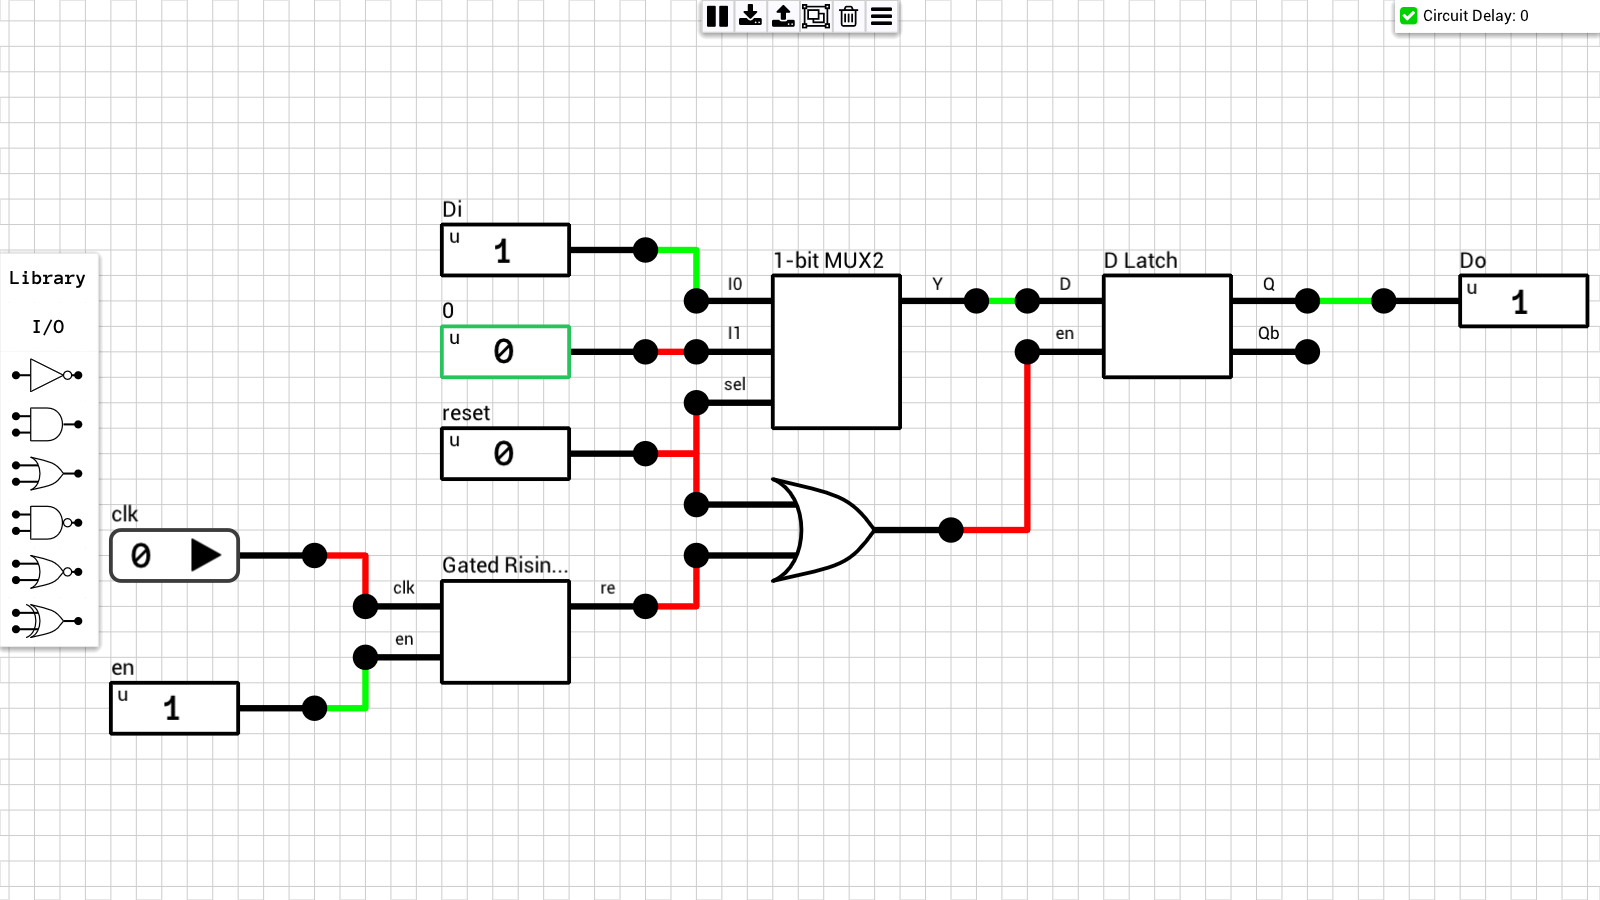 Circuit Delay: 0
Library
I/O
Di
u 1
0
u 0
reset
u 0
clk
0
en
u 1
1-bit MUX2
I0
I1
sel
Y
D Latch
D
en
Q
Qb
Do
u 1
Gated Risin...
clk
en
re